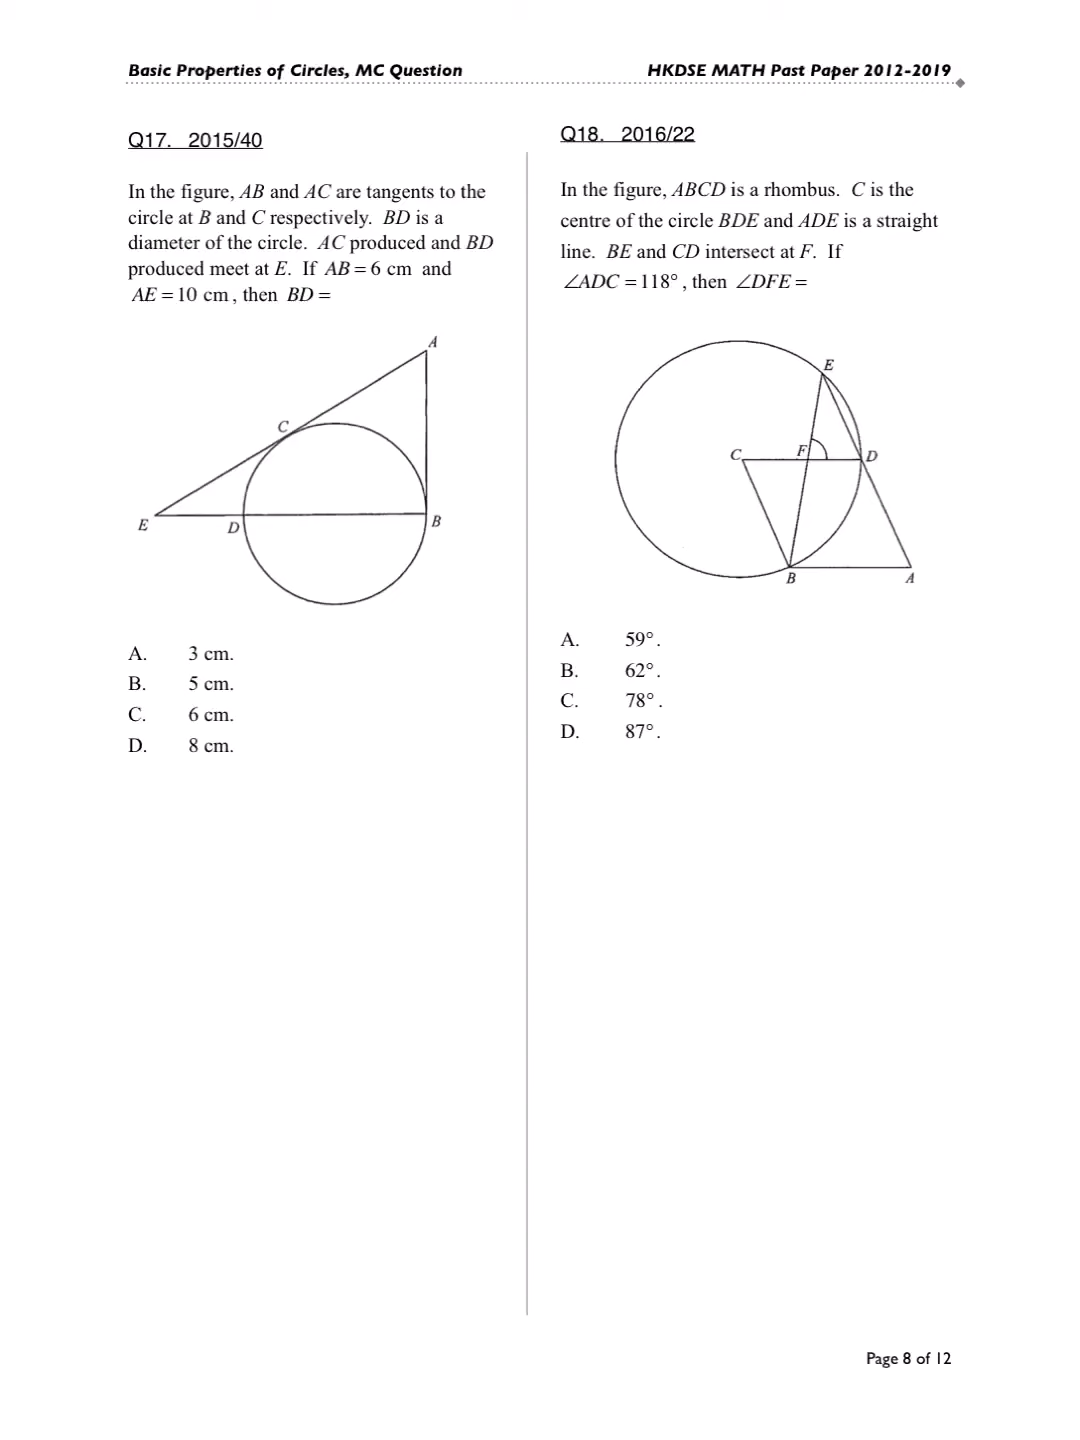 Basic Properties of Circles, MC Question
HKDSE MATH Past Paper 2012-2019
Q17. 2015/40
In the figure, AB and AC are tangents to the
circle at B and C respectively. BD is a
diameter of the circle. AC produced and BD
produced meet at E. If AB = 6 cm and
AE = 10 cm, then BD =
A
C
E
D
B
A. 3 cm.
B. 5 cm.
C. 6 cm.
D. 8 cm.
Q18. 2016/22
In the figure, ABCD is a rhombus. C is the
centre of the circle BDE and ADE is a straight
line. BE and CD intersect at F. If
∠ADC = 118°, then ∠DFE =
E
C
F
D
B
A
A. 59°.
B. 62°.
C. 78°.
D. 87°.
Page 8 of 12